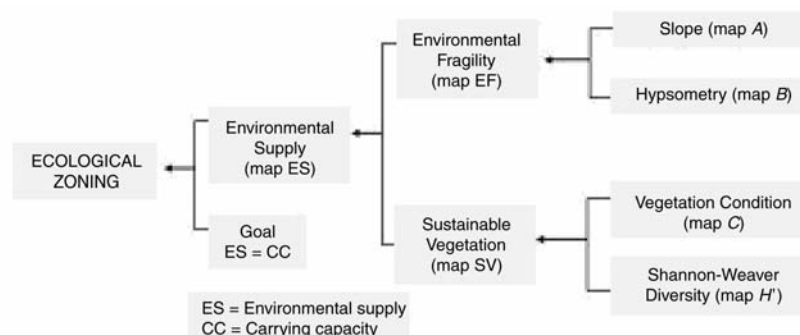 Slope (map A)
Environmental
Fragility
(map EF)
Hypsometry (map B)
Environmental
Supply
(map ES)
ECOLOGICAL
ZONING
Goal
ES = CC
Sustainable
Vegetation
(map SV)
Vegetation Condition
(map C)
Shannon-Weaver
Diversity (map H')
ES = Environmental supply
CC = Carrying capacity